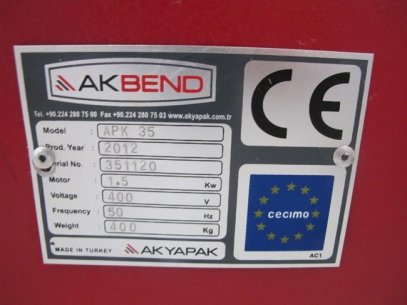 AKBEND
CE
Tel. +90.224 280 75 00 Fax +90.224 280 75 03 www.akyapak.com.tr
Model : APK 35
Prod. Year : 2012
Serial No. : 351120
Motor : 1.5 Kw
Voltage : 400 V
Frequency : 50 Hz
Weight : 400 Kg
cecimo
MADE IN TURKEY AKYAPAK
AC1